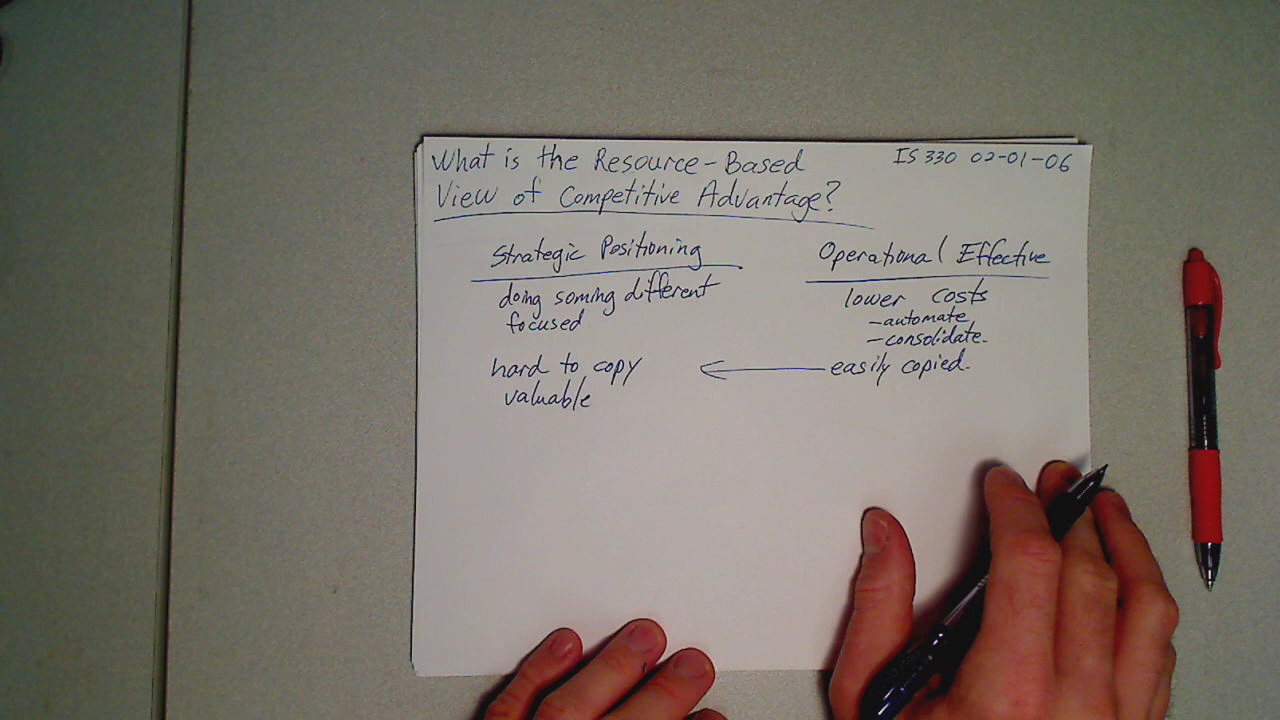 What is the Resource-Based
IS 330 02-01-06
View of Competitive Advantage?
Strategic Positioning
Operational Effective
doing soming different
focused
lower costs
-automate
-consolidate.
hard to copy
easily copied.
valuable